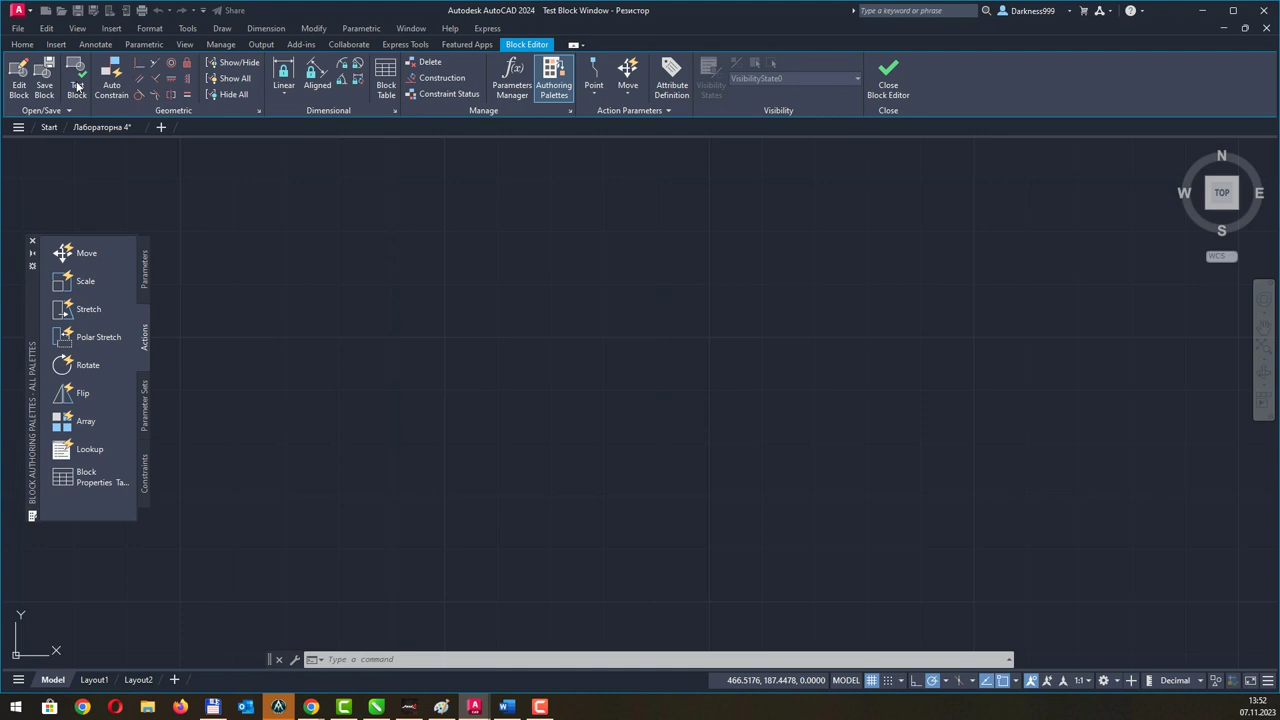 Share
Autodesk AutoCAD 2024 Test Block Window - Резистор
Type a keyword or phrase
Darkness999
File Edit View Insert Format Tools Draw Dimension Modify Parametric Window Help Express
Home Insert Annotate Parametric View Manage Output Add-ins Collaborate Express Tools Featured Apps Block Editor
Edit Block
Save Block
Test Block
Auto Constrain
Show/Hide
Show All
Hide All
Linear
Aligned
Block Table
Delete
Construction
Constraint Status
Parameters Manager
Authoring Palettes
Point
Move
Attribute Definition
Visibility States
VisibilityState0
Close Block Editor
Open/Save
Geometric
Dimensional
Manage
Action Parameters
Visibility
Close
Start
Лабораторна 4*
N
W
TOP
E
S
WCS
Move
Scale
Stretch
Polar Stretch
Rotate
Flip
Array
Lookup
Block
Properties Ta...
Parameters
Actions
Parameter Sets
Constraints
BLOCK AUTHORING PALETTES - ALL PALETTES
Y
X
Type a command
Model Layout1 Layout2
466.5176, 187.4478, 0.0000 MODEL
1:1
Decimal
13:52
07.11.2023